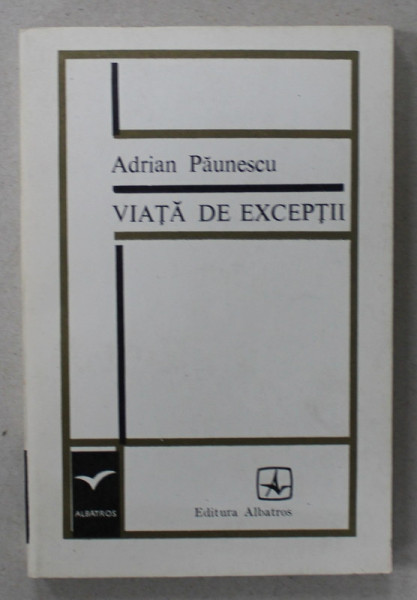 Adrian Păunescu
VIAȚĂ DE EXCEPȚII
ALBATROS
Editura Albatros